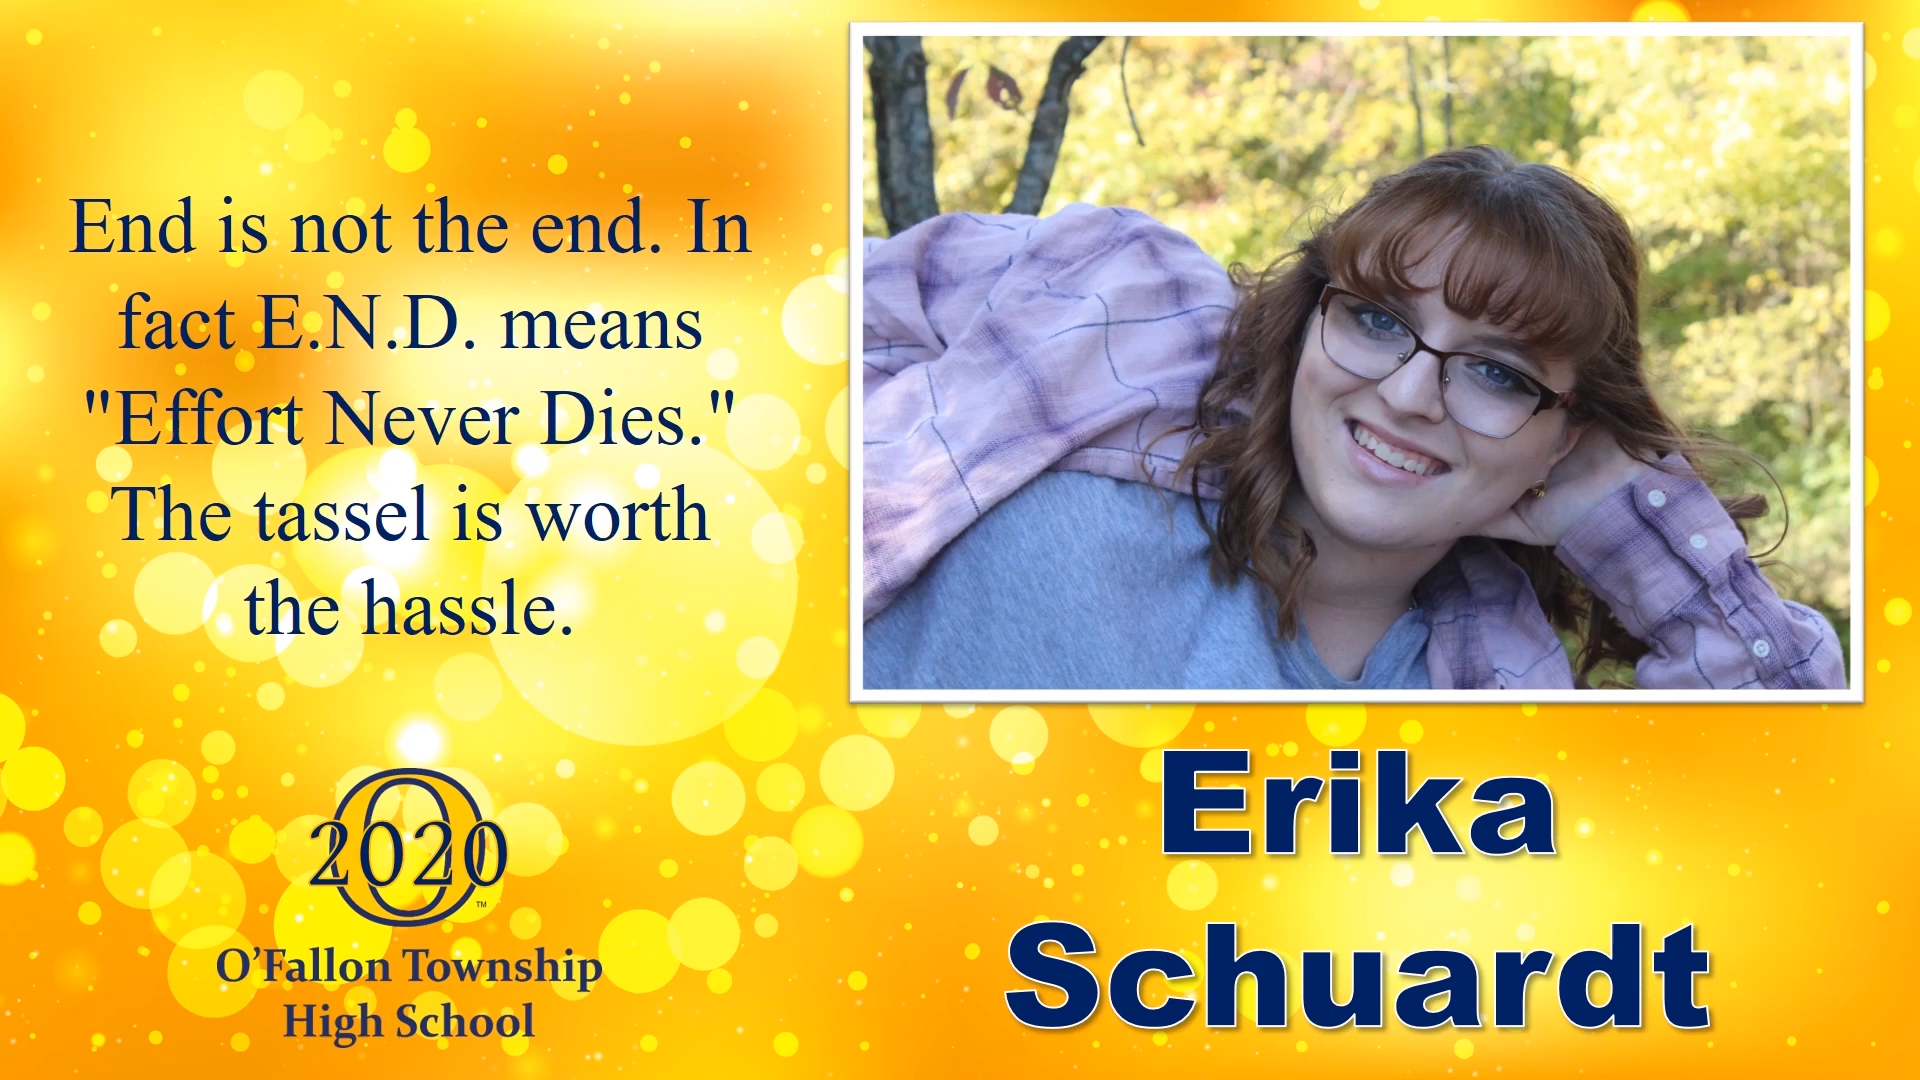 End is not the end. In
fact E.N.D. means
"Effort Never Dies."
The tassel is worth
the hassle.
2020
TM
O'Fallon Township
High School
Erika
Schuardt